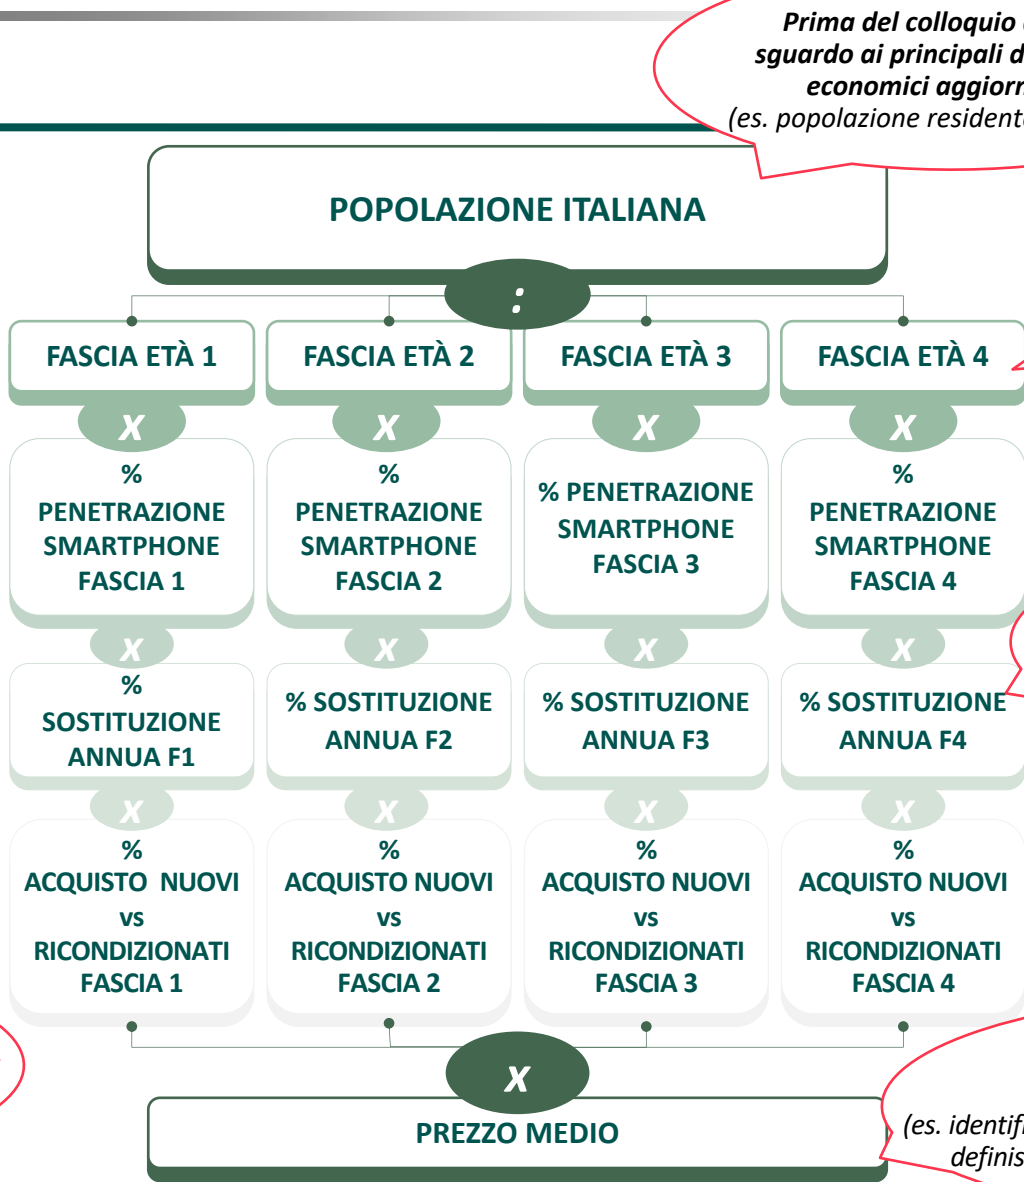 Prima del colloquio
sguardo ai principali
economici
(es. popolazione
POPOLAZIONE ITALIANA
:
FASCIA ETÀ 1
FASCIA ETÀ 2
FASCIA ETÀ 3
FASCIA ETÀ 4
x
x
x
x
%
PENETRAZIONE
SMARTPHONE
FASCIA 1
%
PENETRAZIONE
SMARTPHONE
FASCIA 2
% PENETRAZIONE
SMARTPHONE
FASCIA 3
%
PENETRAZIONE
SMARTPHONE
FASCIA 4
x
x
x
x
%
SOSTITUZIONE
ANNUA F1
% SOSTITUZIONE
ANNUA F2
% SOSTITUZIONE
ANNUA F3
% SOSTITUZIONE
ANNUA F4
x
x
x
x
%
ACQUISTO NUOVI
vs
RICONDIZIONATI
FASCIA 1
%
ACQUISTO NUOVI
vs
RICONDIZIONATI
FASCIA 2
%
ACQUISTO NUOVI
vs
RICONDIZIONATI
FASCIA 3
%
ACQUISTO NUOVI
vs
RICONDIZIONATI
FASCIA 4
x
PREZZO MEDIO
(es.